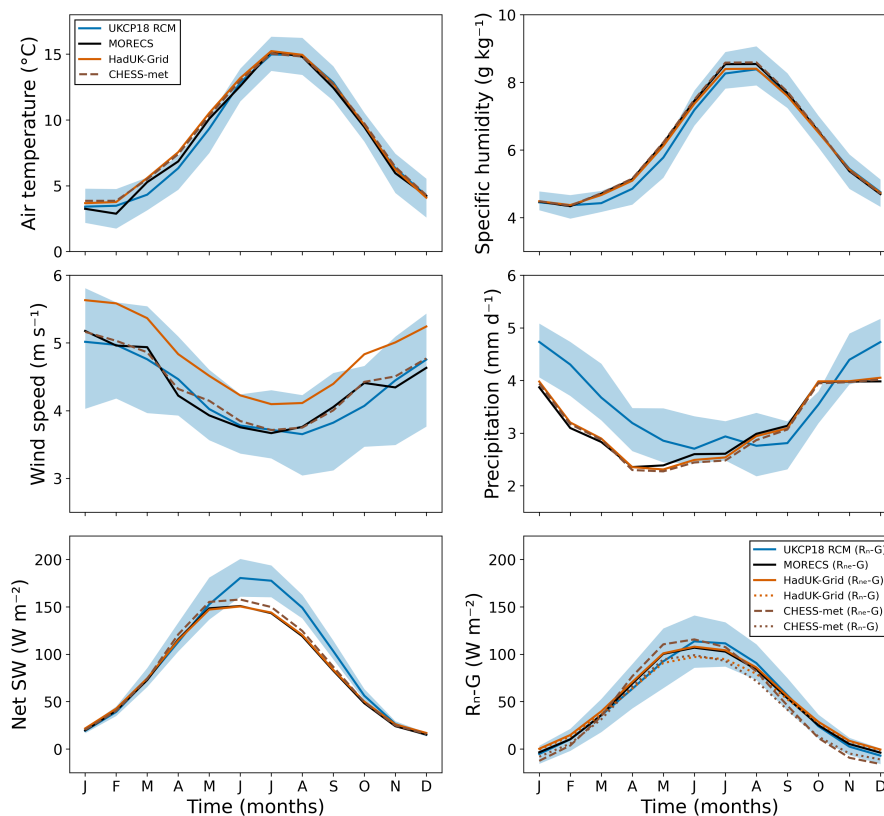 UKCP18 RCM
MORECS
HadUK-Grid
CHESS-met
Air temperature (°C)
15
10
5
0
Specific humidity (g kg⁻¹)
10
8
6
4
Wind speed (m s⁻¹)
6
5
4
3
Precipitation (mm d⁻¹)
6
5
4
3
2
Net SW (W m⁻²)
200
150
100
50
0
J F M A M J J A S O N D
Time (months)
Rₙ-G (W m⁻²)
200
150
100
50
0
UKCP18 RCM (Rₙ-G)
MORECS (Rₙₑ-G)
HadUK-Grid (Rₙₑ-G)
HadUK-Grid (Rₙ-G)
CHESS-met (Rₙₑ-G)
CHESS-met (Rₙ-G)
J F M A M J J A S O N D
Time (months)